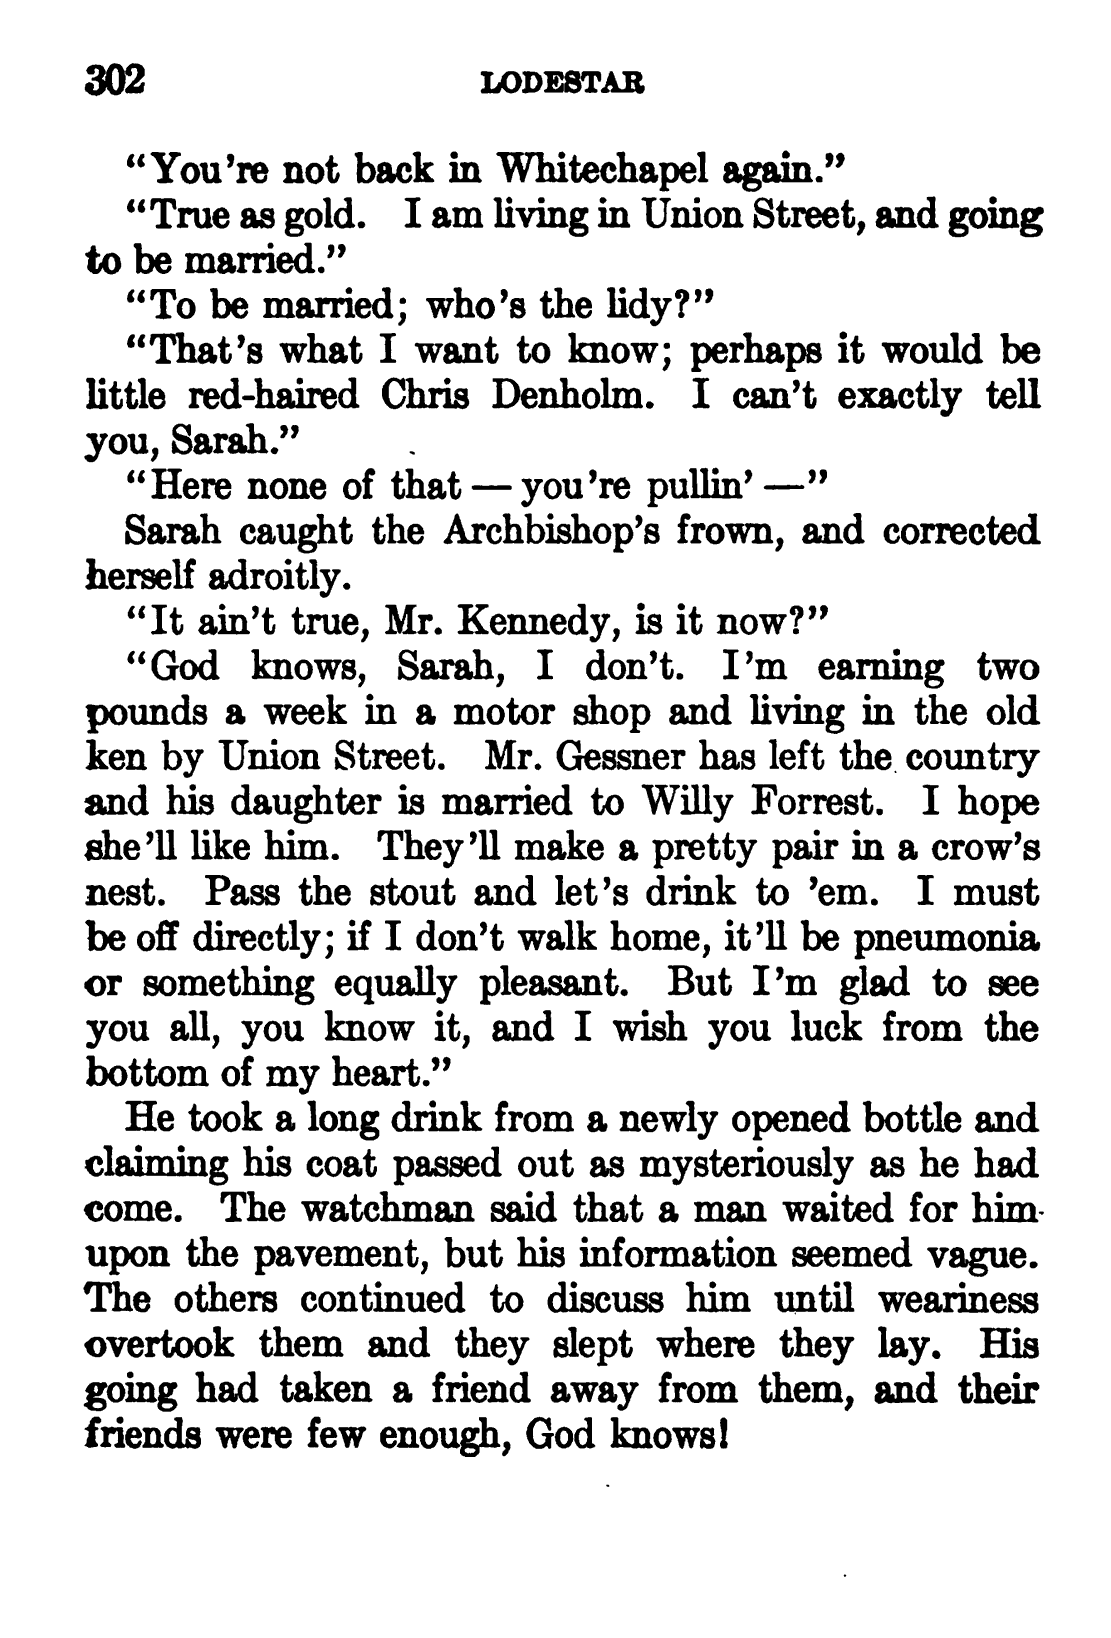 302 LODESTAR
“You’re not back in Whitechapel again.”
“True as gold. I am living in Union Street, and going
to be married.”
“To be married; who’s the lidy?”
“That’s what I want to know; perhaps it would be
little red-haired Chris Denholm. I can’t exactly tell
you, Sarah.”
“Here none of that — you’re pullin’ —”
Sarah caught the Archbishop’s frown, and corrected
herself adroitly.
“It ain’t true, Mr. Kennedy, is it now?”
“God knows, Sarah, I don’t. I’m earning two
pounds a week in a motor shop and living in the old
ken by Union Street. Mr. Gessner has left the country
and his daughter is married to Willy Forrest. I hope
she’ll like him. They’ll make a pretty pair in a crow’s
nest. Pass the stout and let’s drink to ’em. I must
be off directly; if I don’t walk home, it’ll be pneumonia
or something equally pleasant. But I’m glad to see
you all, you know it, and I wish you luck from the
bottom of my heart.”
He took a long drink from a newly opened bottle and
claiming his coat passed out as mysteriously as he had
come. The watchman said that a man waited for him
upon the pavement, but his information seemed vague.
The others continued to discuss him until weariness
overtook them and they slept where they lay. His
going had taken a friend away from them, and their
friends were few enough, God knows!